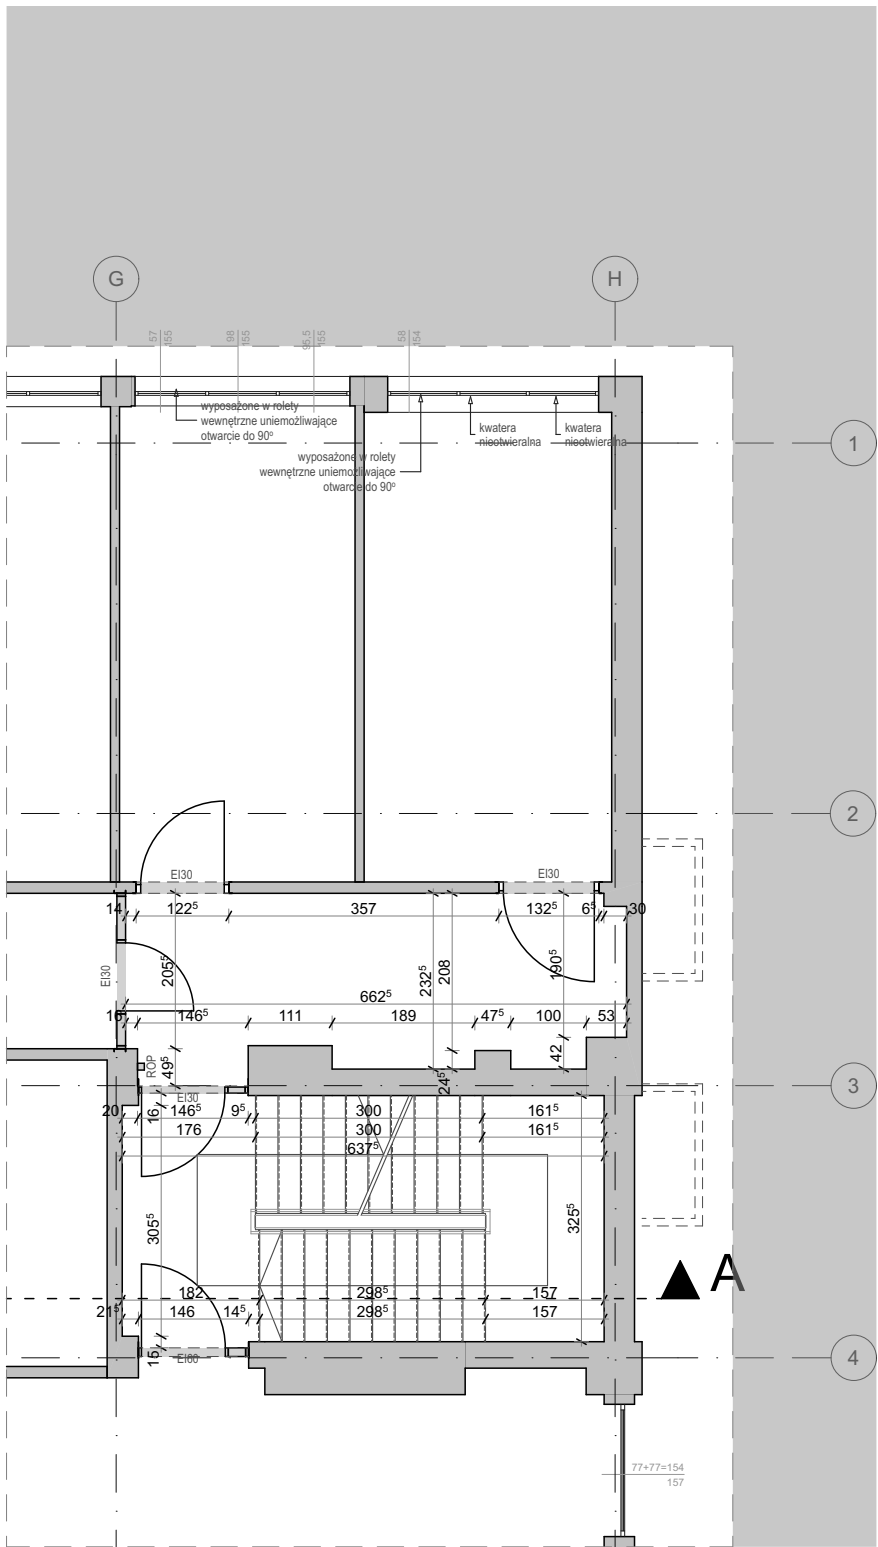 G
H
57
155
98
155
95,5
155
58
154
wyposażone w rolety
wewnętrzne uniemożliwiające
otwarcie do 90º
kwatera
nieotwieralna
kwatera
nieotwieralna
1
wyposażone w rolety
wewnętrzne uniemożliwiające
otwarcie do 90º
2
EI30
EI30
14
122⁵
357
132⁵
6⁵
30
EI30
205⁵
232⁵
208
190⁵
662⁵
16
146⁵
111
189
47⁵
100
53
ROP
49⁵
42
24⁵
3
EI30
20
16
146⁵
9⁵
300
161⁵
176
300
161⁵
637⁵
305⁵
325⁵
A
182
298⁵
157
21⁵
146
14⁵
298⁵
157
15
EI60
4
77+77=154
157